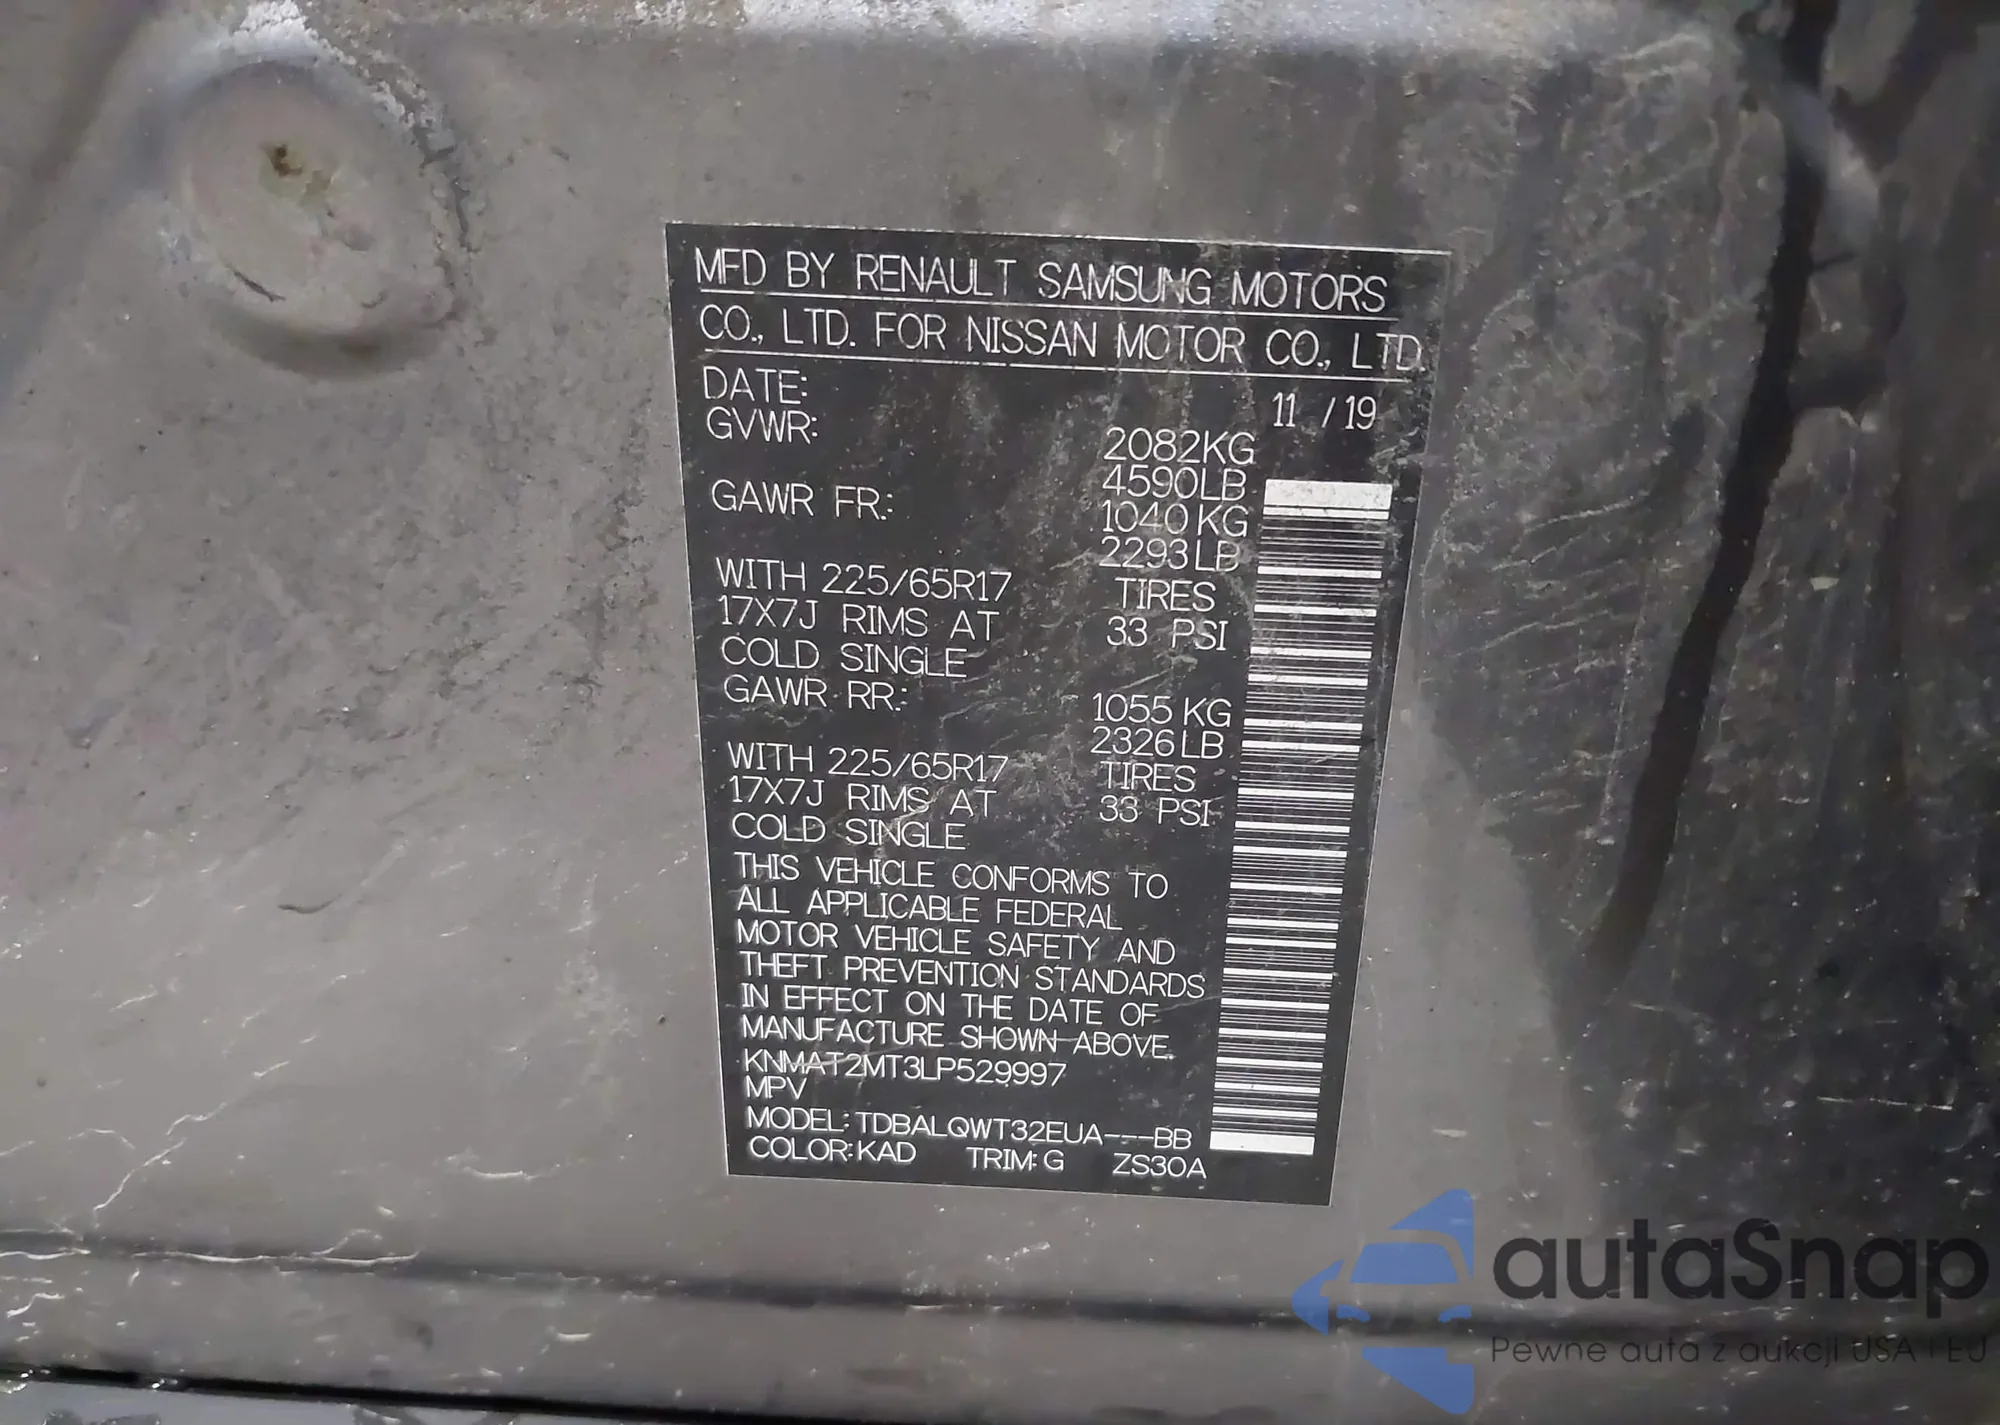 MFD BY RENAULT SAMSUNG MOTORS
CO., LTD. FOR NISSAN MOTOR CO., LTD.
DATE: 11 / 19
GVWR: 2082KG
4590LB
GAWR FR.: 1040 KG
2293 LB
WITH 225/65R17 TIRES
17X7J RIMS AT 33 PSI
COLD SINGLE
GAWR RR.: 1055 KG
2326 LB
WITH 225/65R17 TIRES
17X7J RIMS AT 33 PSI
COLD SINGLE
THIS VEHICLE CONFORMS TO
ALL APPLICABLE FEDERAL
MOTOR VEHICLE SAFETY AND
THEFT PREVENTION STANDARDS
IN EFFECT ON THE DATE OF
MANUFACTURE SHOWN ABOVE.
KNMAT2MT3LP529997
MPV
MODEL: TDBALQWT32EUA---BB
COLOR: KAD TRIM: G ZS30A
autaSnap
Pewne auta z aukcji USA i EU